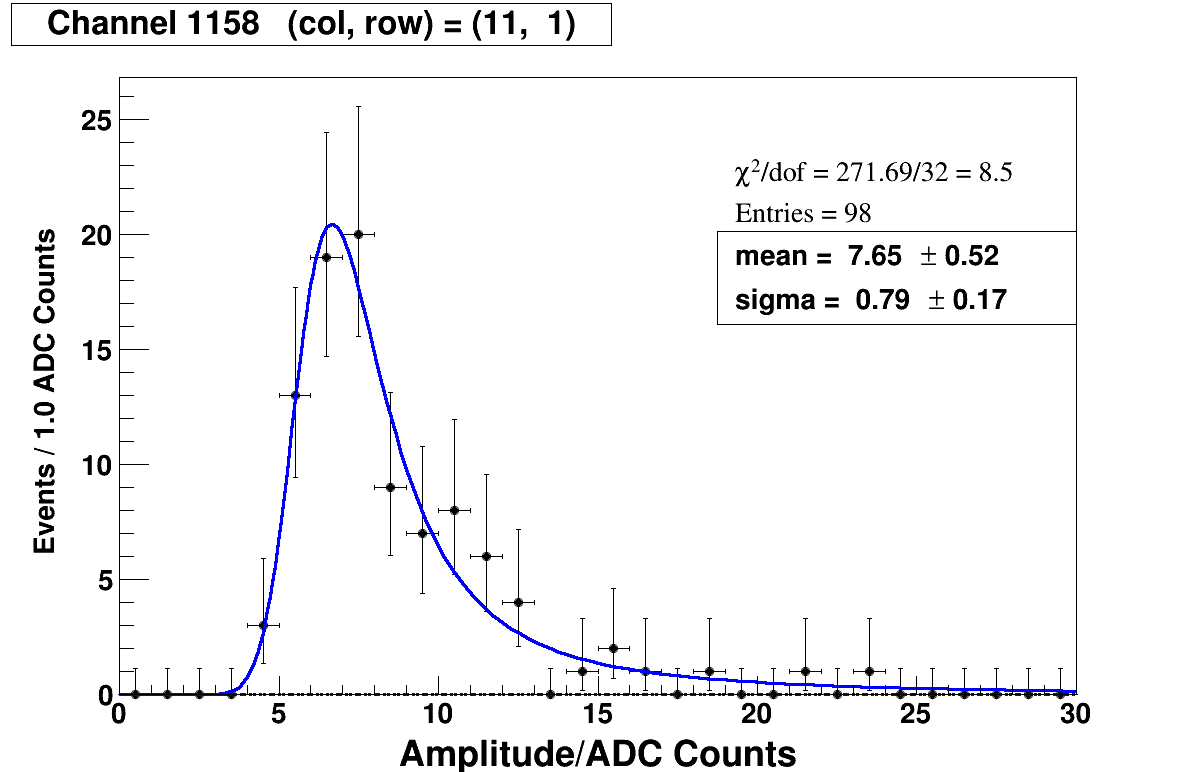 Channel 1158 (col, row) = (11, 1)
25
20
15
10
5
0
Events / 1.0 ADC Counts
χ²/dof = 271.69/32 = 8.5
Entries = 98
mean = 7.65 ± 0.52
sigma = 0.79 ± 0.17
0 5 10 15 20 25 30
Amplitude/ADC Counts